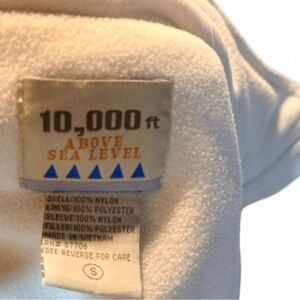 10,000 ft
ABOVE
SEA LEVEL
SHELL:100% NYLON
LINING:100% POLYESTER
SLEEVE:100% NYLON
FILLER:100% POLYESTER
MADE IN VIETNAM
RN# 87706
SEE REVERSE FOR CARE
S